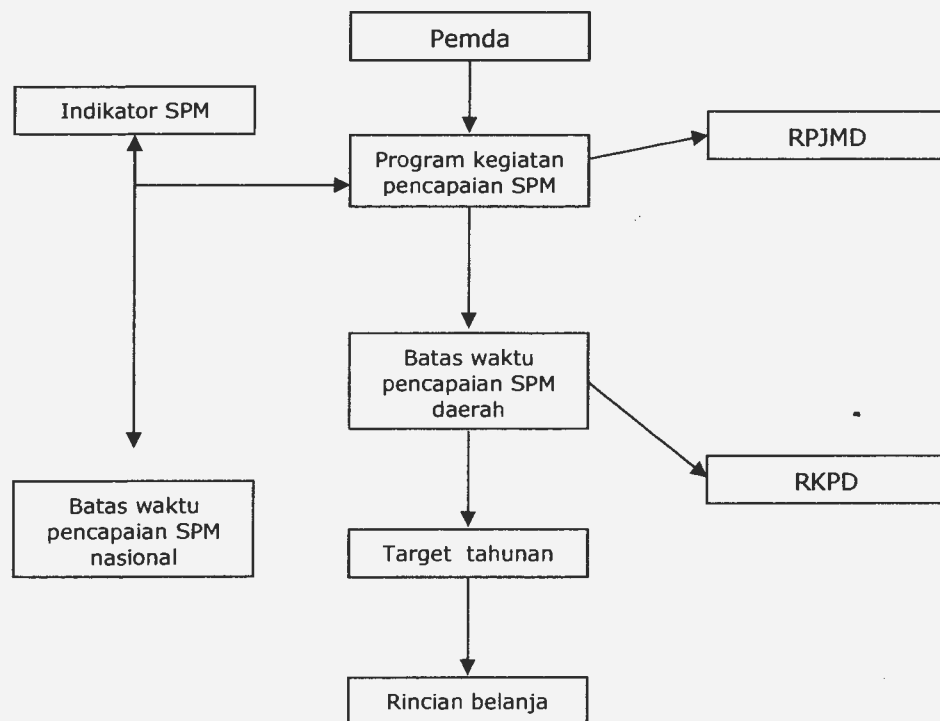 Pemda
Indikator SPM
Program kegiatan
pencapaian SPM
RPJMD
Batas waktu
pencapaian SPM
daerah
RKPD
Batas waktu
pencapaian SPM
nasional
Target tahunan
Rincian belanja